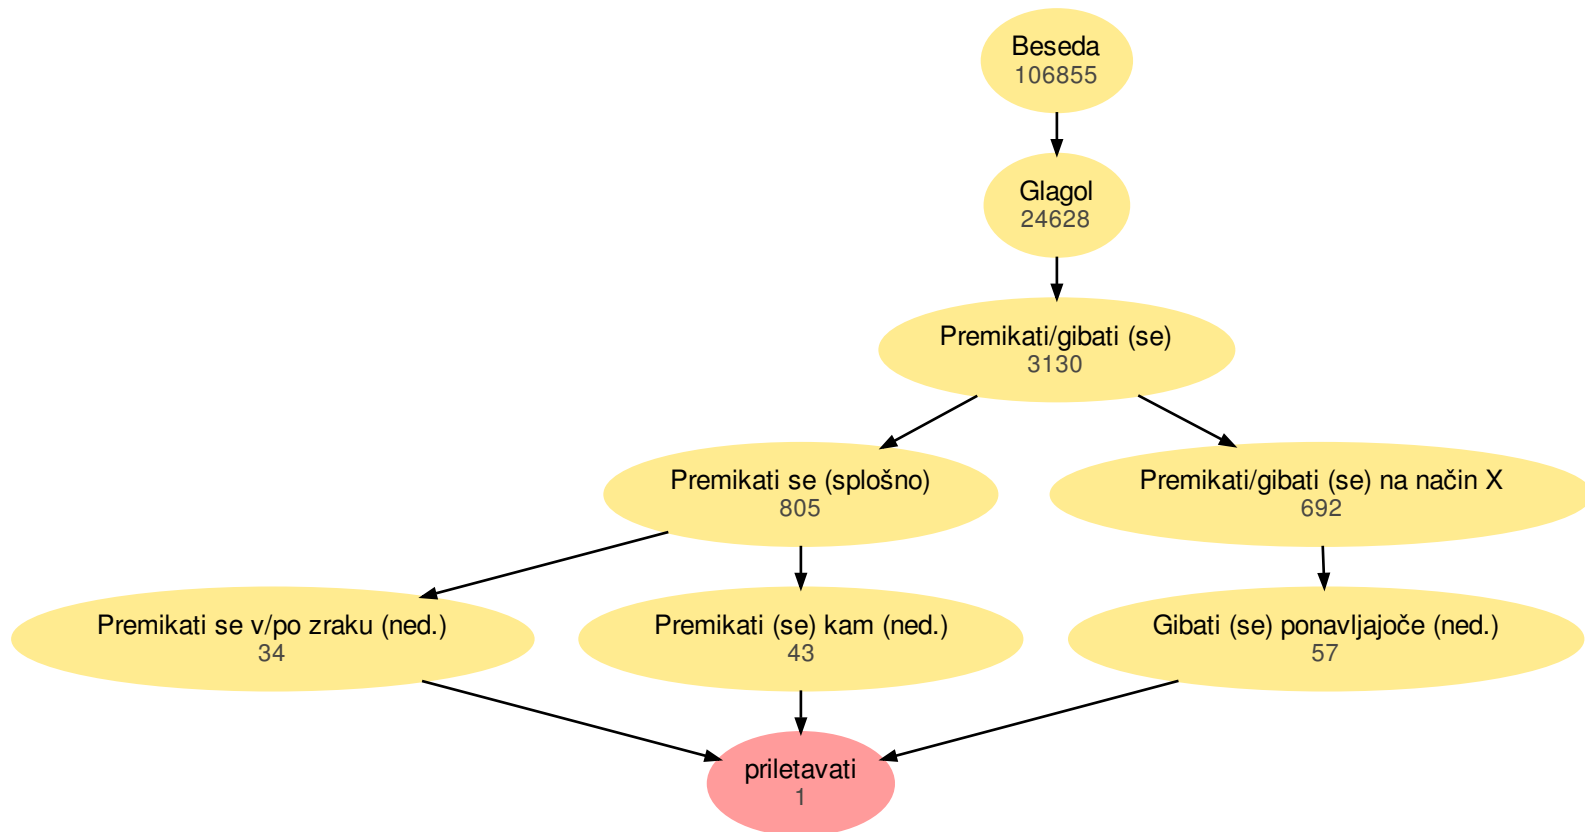 Beseda
106855
Glagol
24628
Premikati/gibati (se)
3130
Premikati se (splošno)
805
Premikati/gibati (se) na način X
692
Premikati se v/po zraku (ned.)
34
Premikati (se) kam (ned.)
43
Gibati (se) ponavljajoče (ned.)
57
priletavati
1